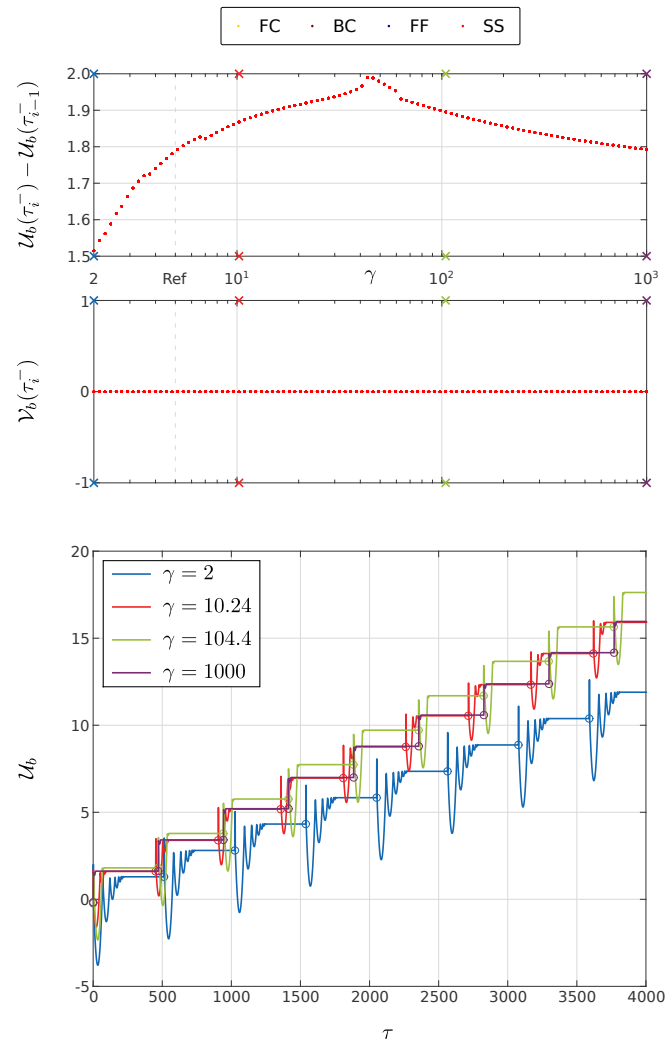 FC BC FF SS
𝒰_b(τ_i^−) − 𝒰_b(τ_{i−1}^−)
2.0
1.9
1.8
1.7
1.6
1.5
2 Ref 10^1 γ 10^2 10^3
𝒱_b(τ_i^−)
1
0
-1
𝒰_b
20
15
10
5
0
-5
γ = 2
γ = 10.24
γ = 104.4
γ = 1000
0 500 1000 1500 2000 2500 3000 3500 4000
τ